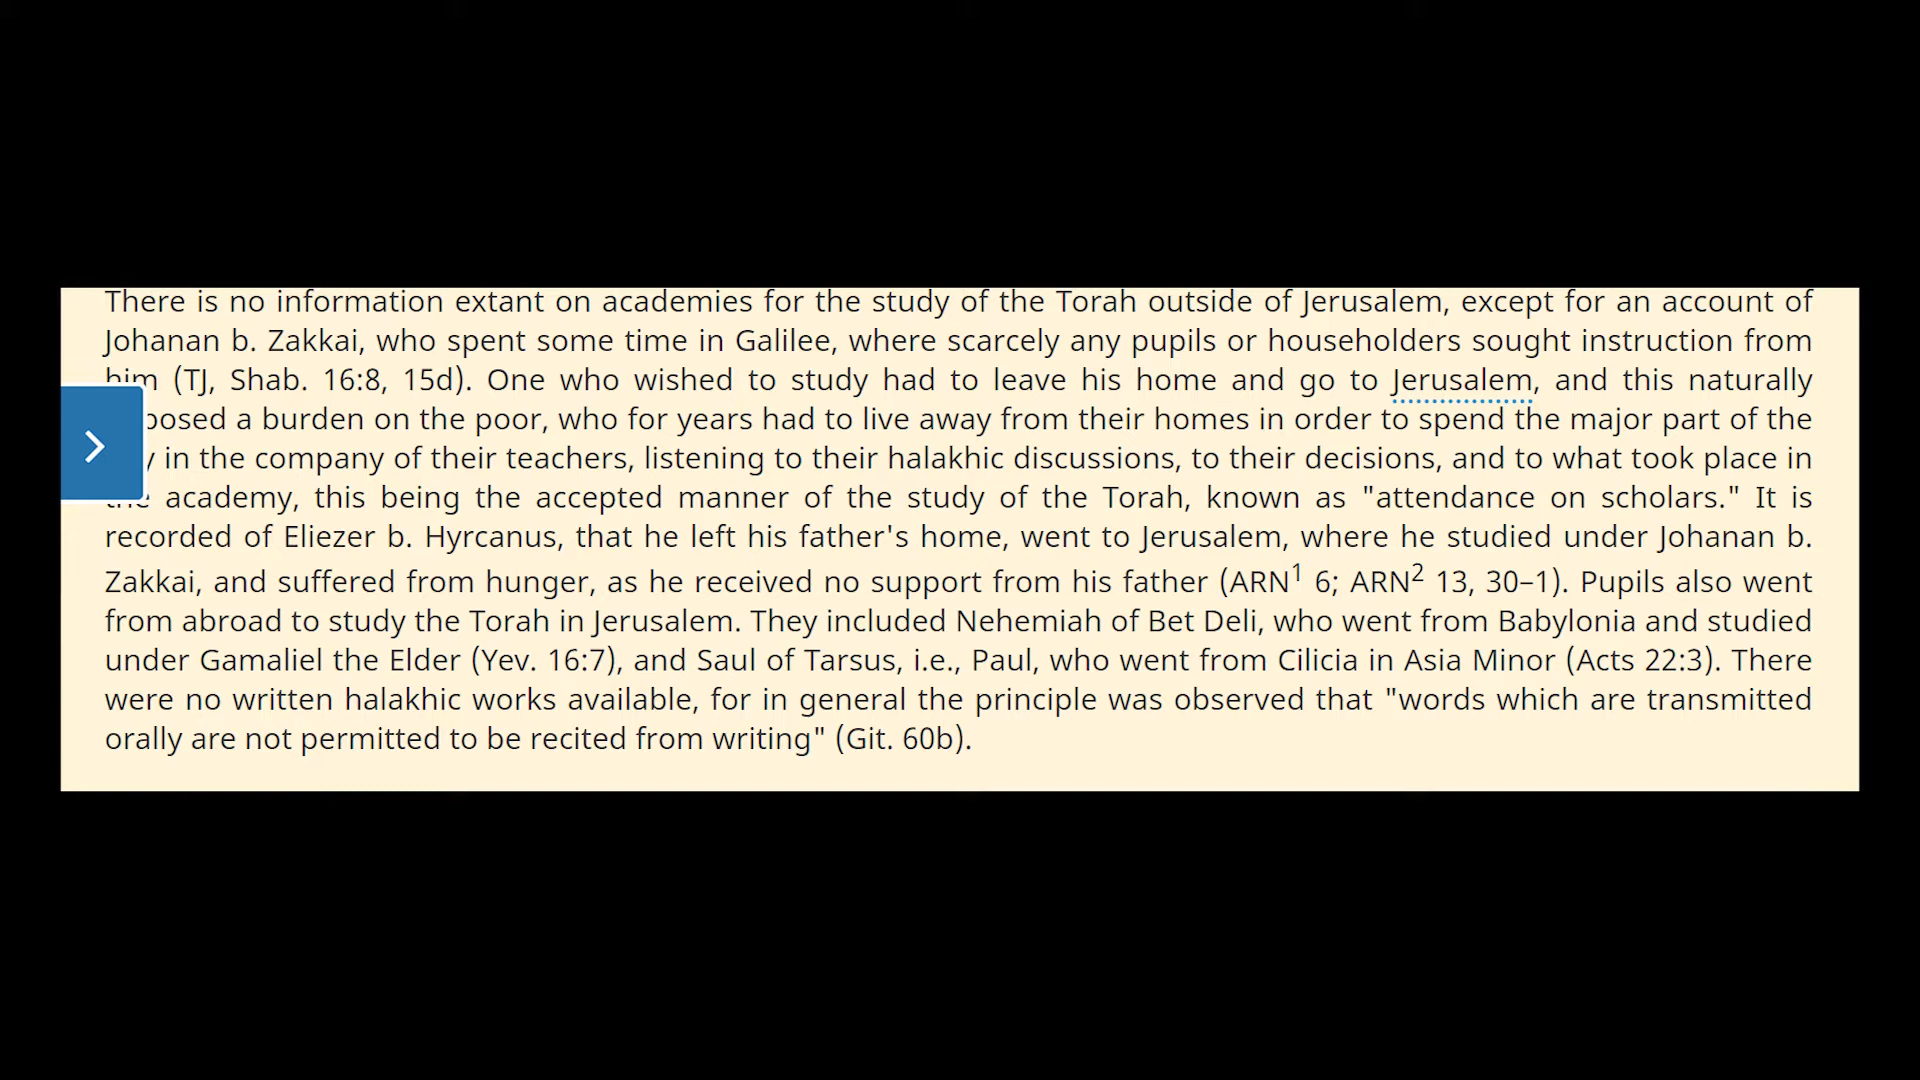 There is no information extant on academies for the study of the Torah outside of Jerusalem, except for an account of
Johanan b. Zakkai, who spent some time in Galilee, where scarcely any pupils or householders sought instruction from
him (TJ, Shab. 16:8, 15d). One who wished to study had to leave his home and go to Jerusalem, and this naturally
posed a burden on the poor, who for years had to live away from their homes in order to spend the major part of the
y in the company of their teachers, listening to their halakhic discussions, to their decisions, and to what took place in
the academy, this being the accepted manner of the study of the Torah, known as "attendance on scholars." It is
recorded of Eliezer b. Hyrcanus, that he left his father's home, went to Jerusalem, where he studied under Johanan b.
Zakkai, and suffered from hunger, as he received no support from his father (ARN¹ 6; ARN² 13, 30–1). Pupils also went
from abroad to study the Torah in Jerusalem. They included Nehemiah of Bet Deli, who went from Babylonia and studied
under Gamaliel the Elder (Yev. 16:7), and Saul of Tarsus, i.e., Paul, who went from Cilicia in Asia Minor (Acts 22:3). There
were no written halakhic works available, for in general the principle was observed that "words which are transmitted
orally are not permitted to be recited from writing" (Git. 60b).